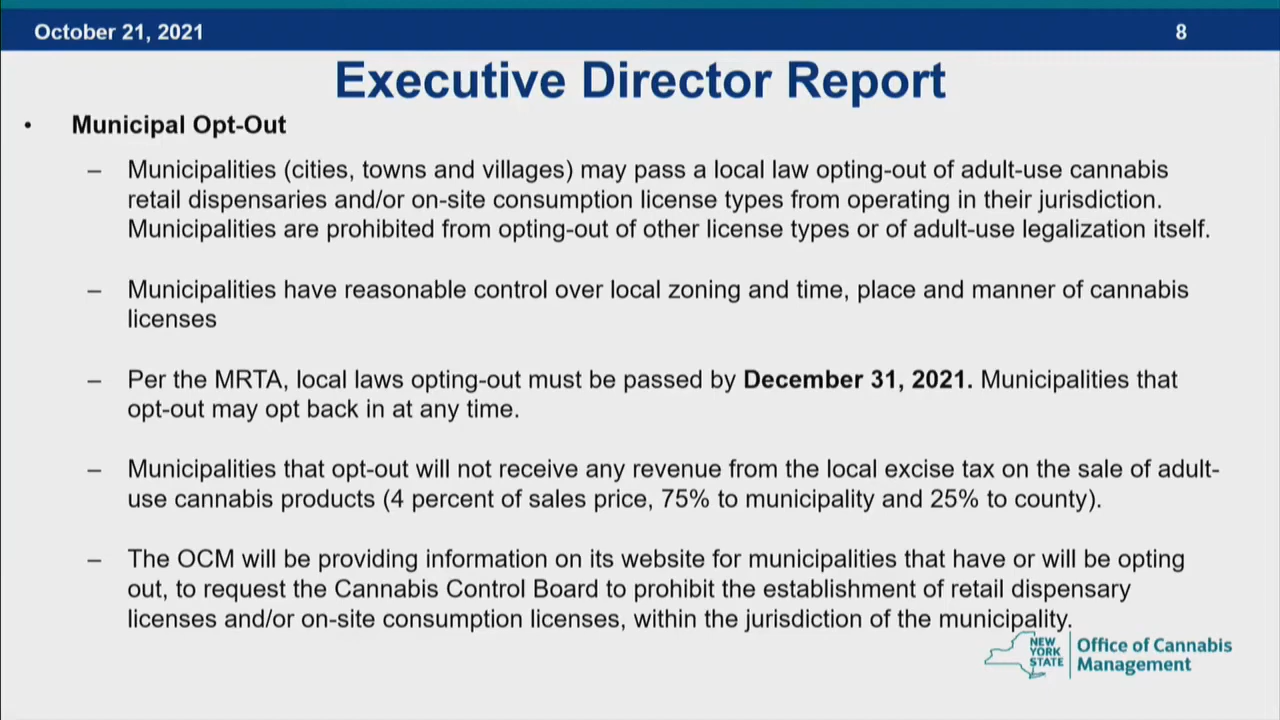 October 21, 2021
8
Executive Director Report
• Municipal Opt-Out
– Municipalities (cities, towns and villages) may pass a local law opting-out of adult-use cannabis
retail dispensaries and/or on-site consumption license types from operating in their jurisdiction.
Municipalities are prohibited from opting-out of other license types or of adult-use legalization itself.
– Municipalities have reasonable control over local zoning and time, place and manner of cannabis
licenses
– Per the MRTA, local laws opting-out must be passed by December 31, 2021. Municipalities that
opt-out may opt back in at any time.
– Municipalities that opt-out will not receive any revenue from the local excise tax on the sale of adult-
use cannabis products (4 percent of sales price, 75% to municipality and 25% to county).
– The OCM will be providing information on its website for municipalities that have or will be opting
out, to request the Cannabis Control Board to prohibit the establishment of retail dispensary
licenses and/or on-site consumption licenses, within the jurisdiction of the municipality.
NEW
YORK
STATE
Office of Cannabis
Management